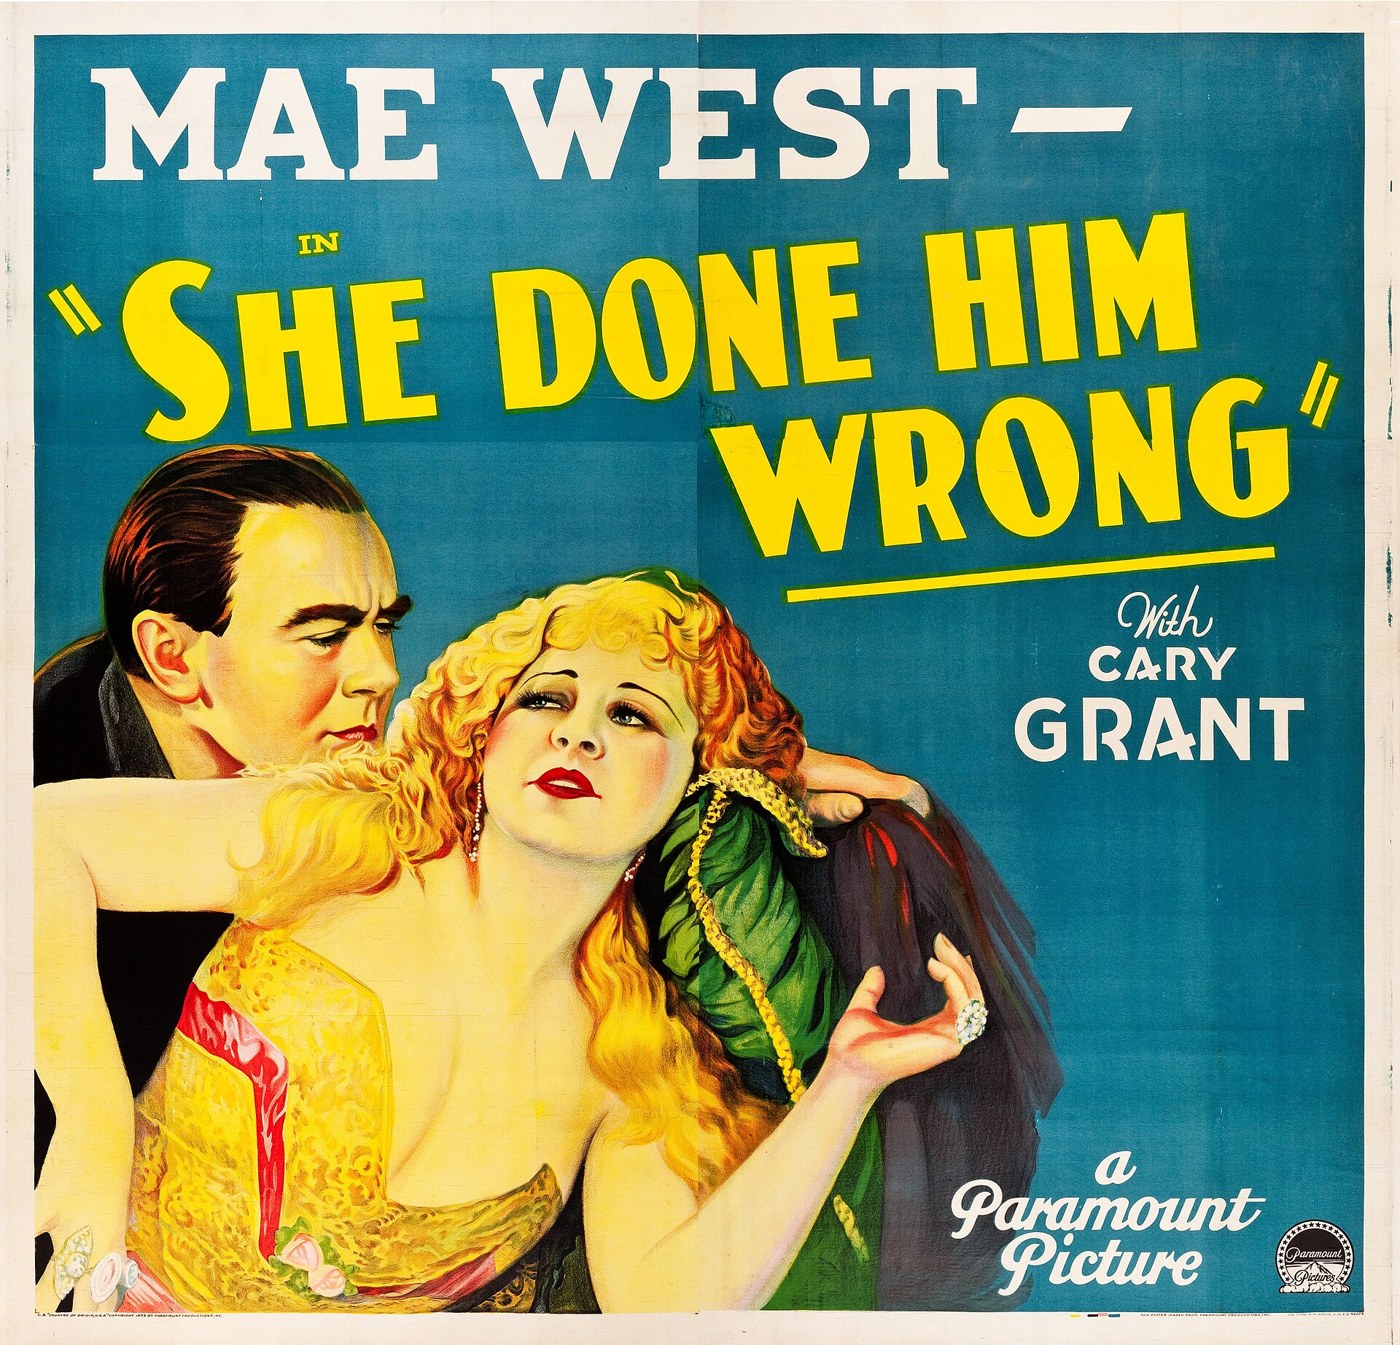 MAE WEST —
IN
"SHE DONE HIM
WRONG"
With
CARY
GRANT
a
Paramount
Picture
Paramount
Pictures